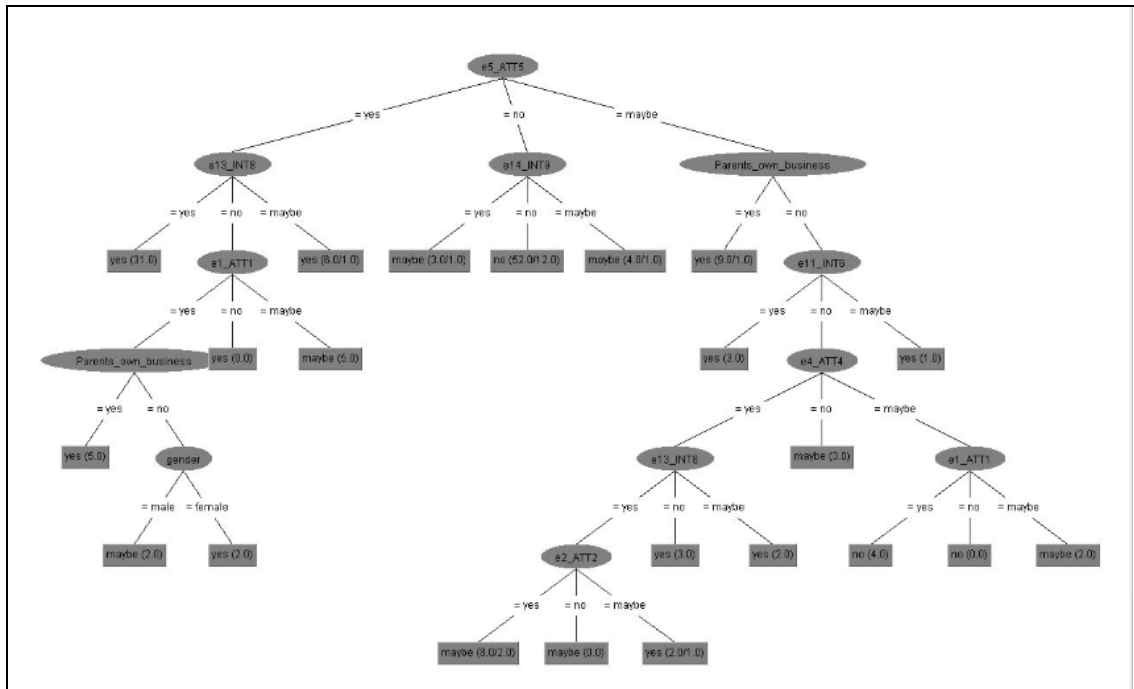 e5_ATT5
= yes = no = maybe
e13_INT8 e14_INT9 Parents_own_business
= yes = no = maybe = yes = no = maybe = yes = no
yes (31.0) e1_ATT1 yes (8.0/1.0) maybe (3.0/1.0) no (52.0/12.0) maybe (4.0/1.0) yes (9.0/1.0) e11_INT6
= yes = no = maybe = yes = no = maybe
Parents_own_business yes (0.0) maybe (5.0) yes (3.0) e4_ATT4 yes (1.0)
= yes = no = yes = no = maybe
yes (5.0) gender e13_INT8 maybe (3.0) e1_ATT1
= male = female = yes = no = maybe = yes = no = maybe
maybe (2.0) yes (2.0) e2_ATT2 yes (3.0) yes (2.0) no (4.0) no (0.0) maybe (2.0)
= yes = no = maybe
maybe (8.0/2.0) maybe (0.0) yes (2.0/1.0)